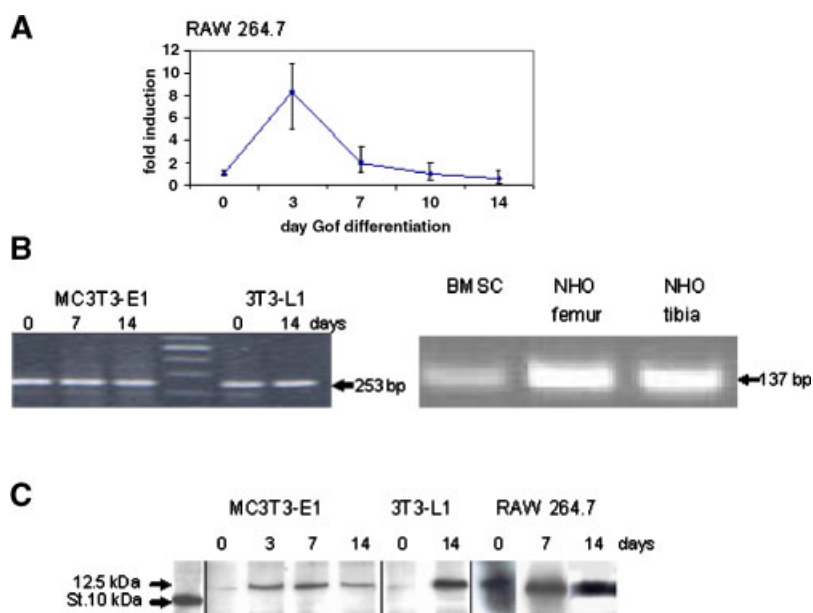 A
RAW 264.7
12
10
8
6
4
2
0
fold induction
0 3 7 10 14
day Gof differentiation
B
MC3T3-E1 3T3-L1
0 7 14 0 14 days
253 bp
BMSC NHO NHO
femur tibia
137 bp
C
MC3T3-E1 3T3-L1 RAW 264.7
0 3 7 14 0 14 0 7 14 days
12.5 kDa
St.10 kDa